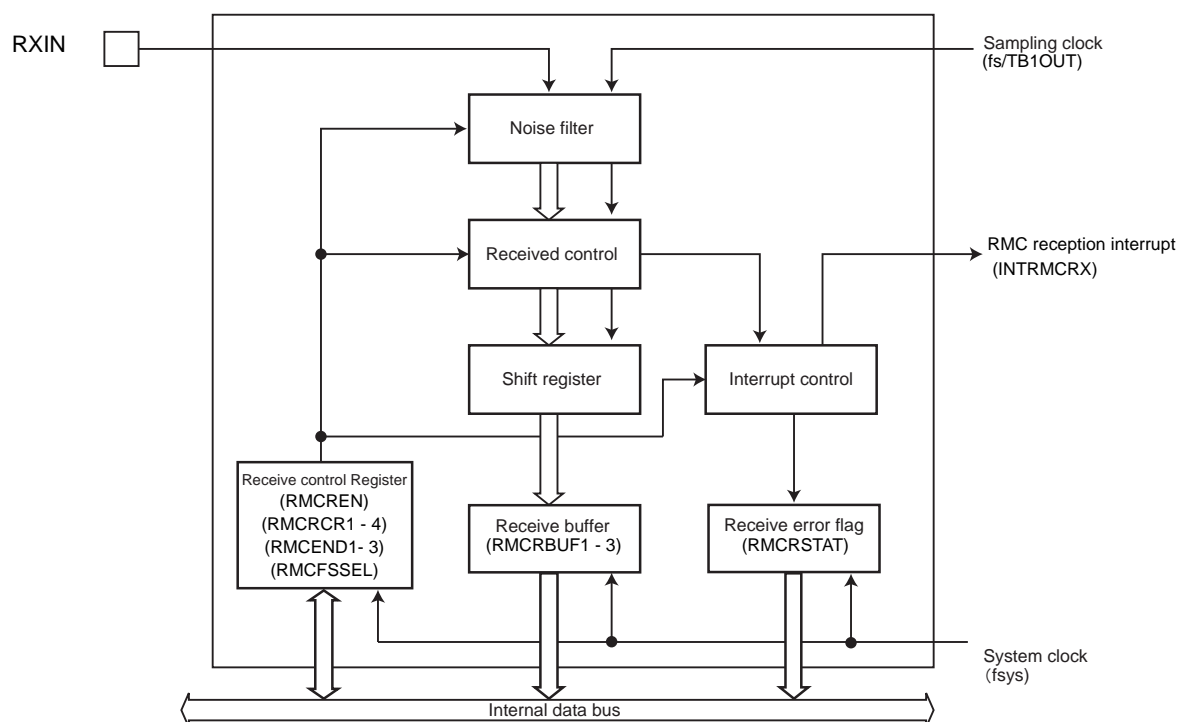 RXIN
Sampling clock
(fs/TB1OUT)
Noise filter
Received control
RMC reception interrupt
(INTRMCRX)
Shift register
Interrupt control
Receive control Register
(RMCREN)
(RMCRCR1 - 4)
(RMCEND1- 3)
(RMCFSSEL)
Receive buffer
(RMCRBUF1 - 3)
Receive error flag
(RMCRSTAT)
System clock
（fsys)
Internal data bus